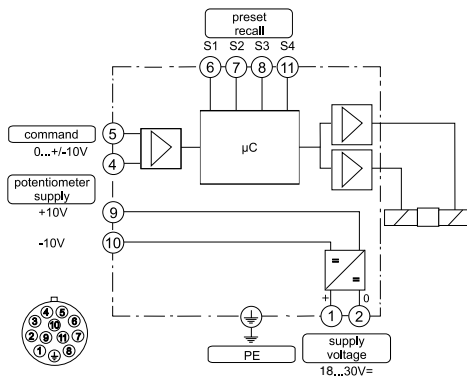 preset
recall
S1 S2 S3 S4
6 7 8 11
command
0...+/-10V
5
4
µC
potentiometer
supply
+10V
9
-10V
10
=
=
+ 0
1 2
PE
supply
voltage
18...30V=
4 5
3 10 6
2 9 11 7
1 8